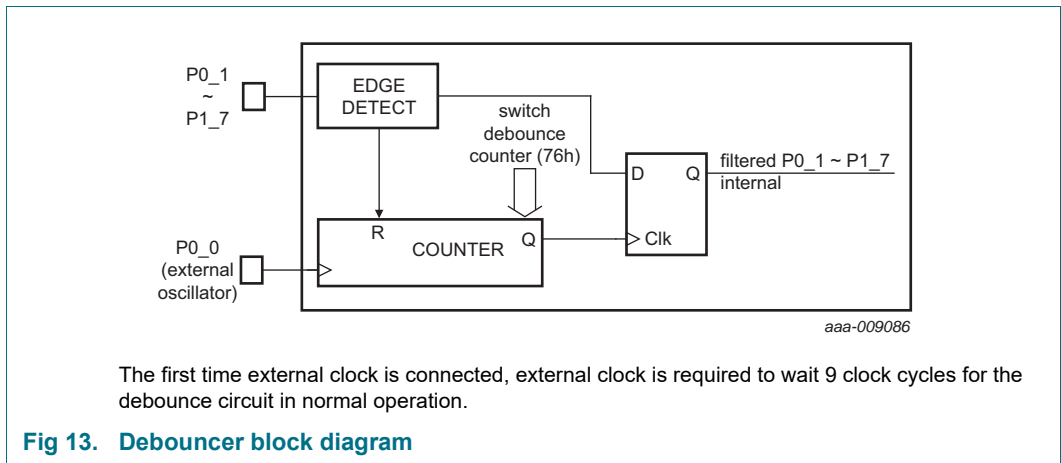 P0_1
~
P1_7
EDGE
DETECT
switch
debounce
counter (76h)
D
Q
filtered P0_1 ~ P1_7
internal
R
Q
COUNTER
Clk
P0_0
(external
oscillator)
aaa-009086
The first time external clock is connected, external clock is required to wait 9 clock cycles for the
debounce circuit in normal operation.
Fig 13. Debouncer block diagram